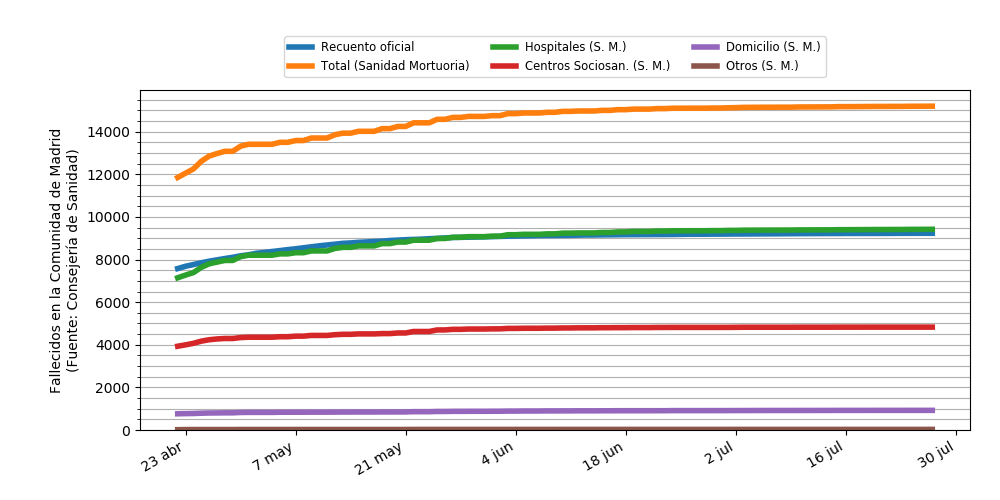 Recuento oficial
Total (Sanidad Mortuoria)
Hospitales (S. M.)
Centros Sociosan. (S. M.)
Domicilio (S. M.)
Otros (S. M.)
Fallecidos en la Comunidad de Madrid
(Fuente: Consejería de Sanidad)
14000
12000
10000
8000
6000
4000
2000
0
23 abr
7 may
21 may
4 jun
18 jun
2 jul
16 jul
30 jul